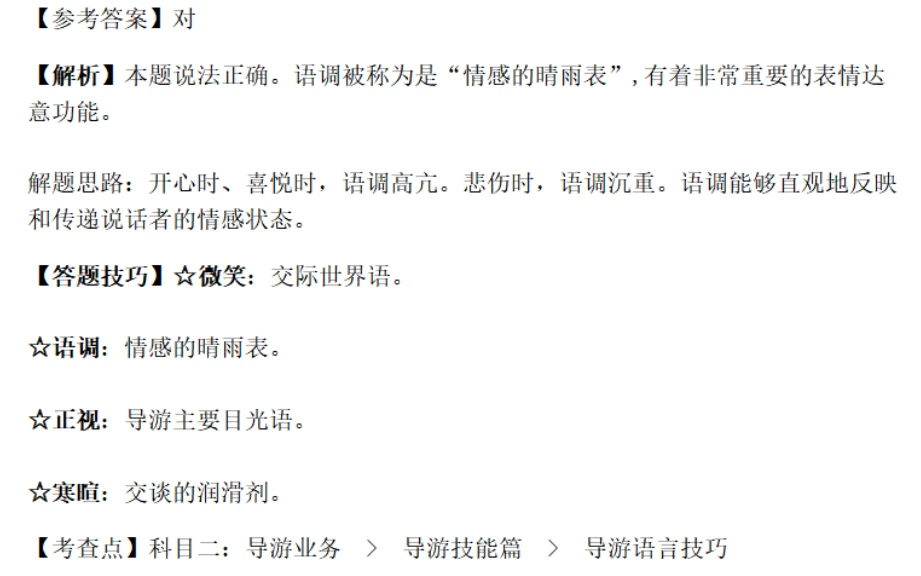 【参考答案】对
【解析】本题说法正确。语调被称为是“情感的晴雨表”,有着非常重要的表情达
意功能。
解题思路：开心时、喜悦时，语调高亢。悲伤时，语调沉重。语调能够直观地反映
和传递说话者的情感状态。
【答题技巧】☆微笑：交际世界语。
☆语调：情感的晴雨表。
☆正视：导游主要目光语。
☆寒暄：交谈的润滑剂。
【考查点】科目二：导游业务 > 导游技能篇 > 导游语言技巧